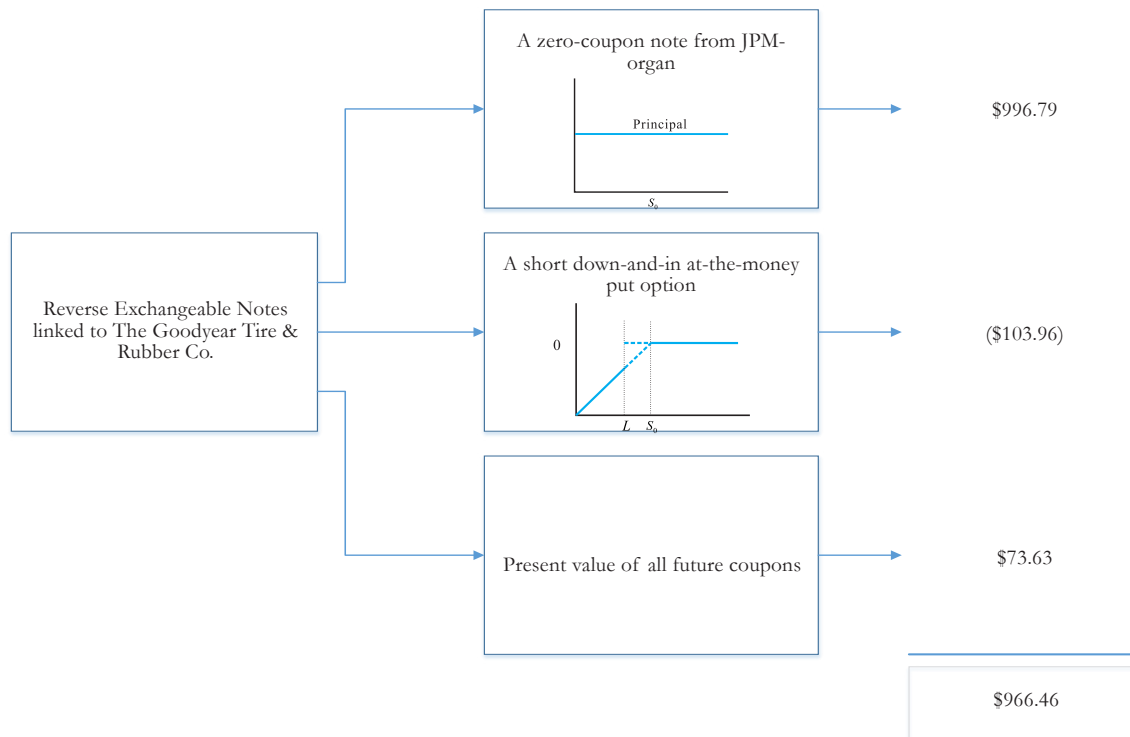 A zero-coupon note from JPM-
organ
Principal
S₀
$996.79
Reverse Exchangeable Notes
linked to The Goodyear Tire &
Rubber Co.
A short down-and-in at-the-money
put option
0
L S₀
($103.96)
Present value of all future coupons
$73.63
$966.46